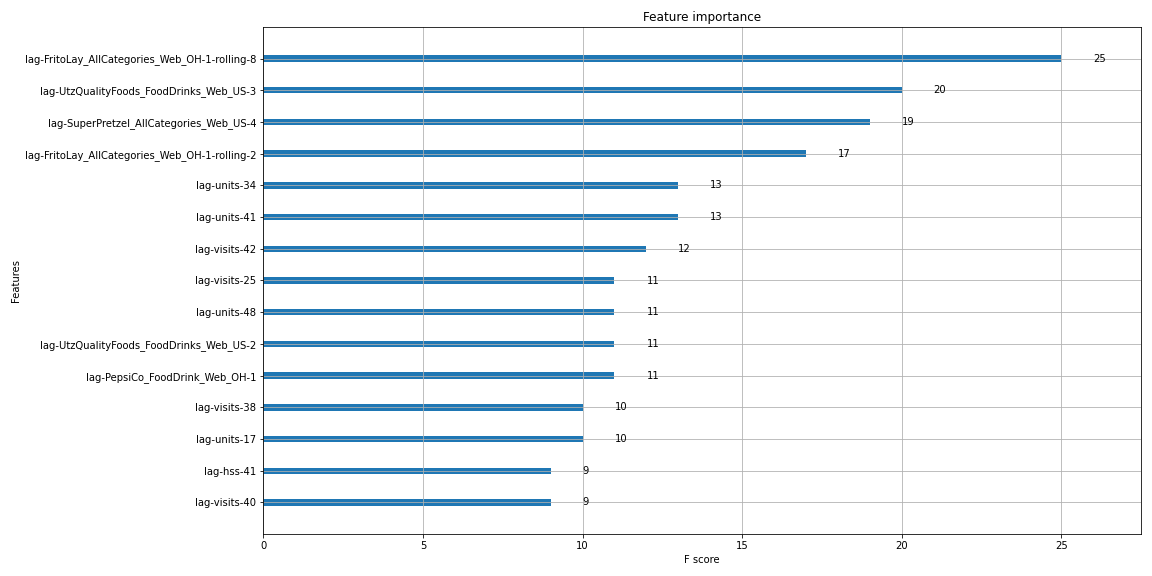 Feature importance
lag-FritoLay_AllCategories_Web_OH-1-rolling-8 25
lag-UtzQualityFoods_FoodDrinks_Web_US-3 20
lag-SuperPretzel_AllCategories_Web_US-4 19
lag-FritoLay_AllCategories_Web_OH-1-rolling-2 17
lag-units-34 13
lag-units-41 13
lag-visits-42 12
lag-visits-25 11
lag-units-48 11
lag-UtzQualityFoods_FoodDrinks_Web_US-2 11
lag-PepsiCo_FoodDrink_Web_OH-1 11
lag-visits-38 10
lag-units-17 10
lag-hss-41 9
lag-visits-40 9
Features
0 5 10 15 20 25
F score